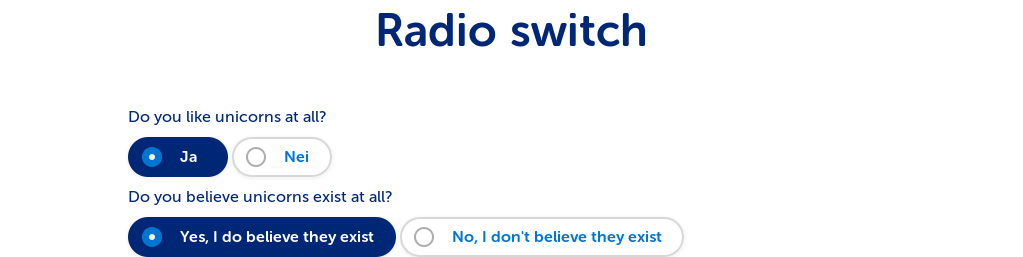 Radio switch
Do you like unicorns at all?
Ja Nei
Do you believe unicorns exist at all?
Yes, I do believe they exist No, I don't believe they exist